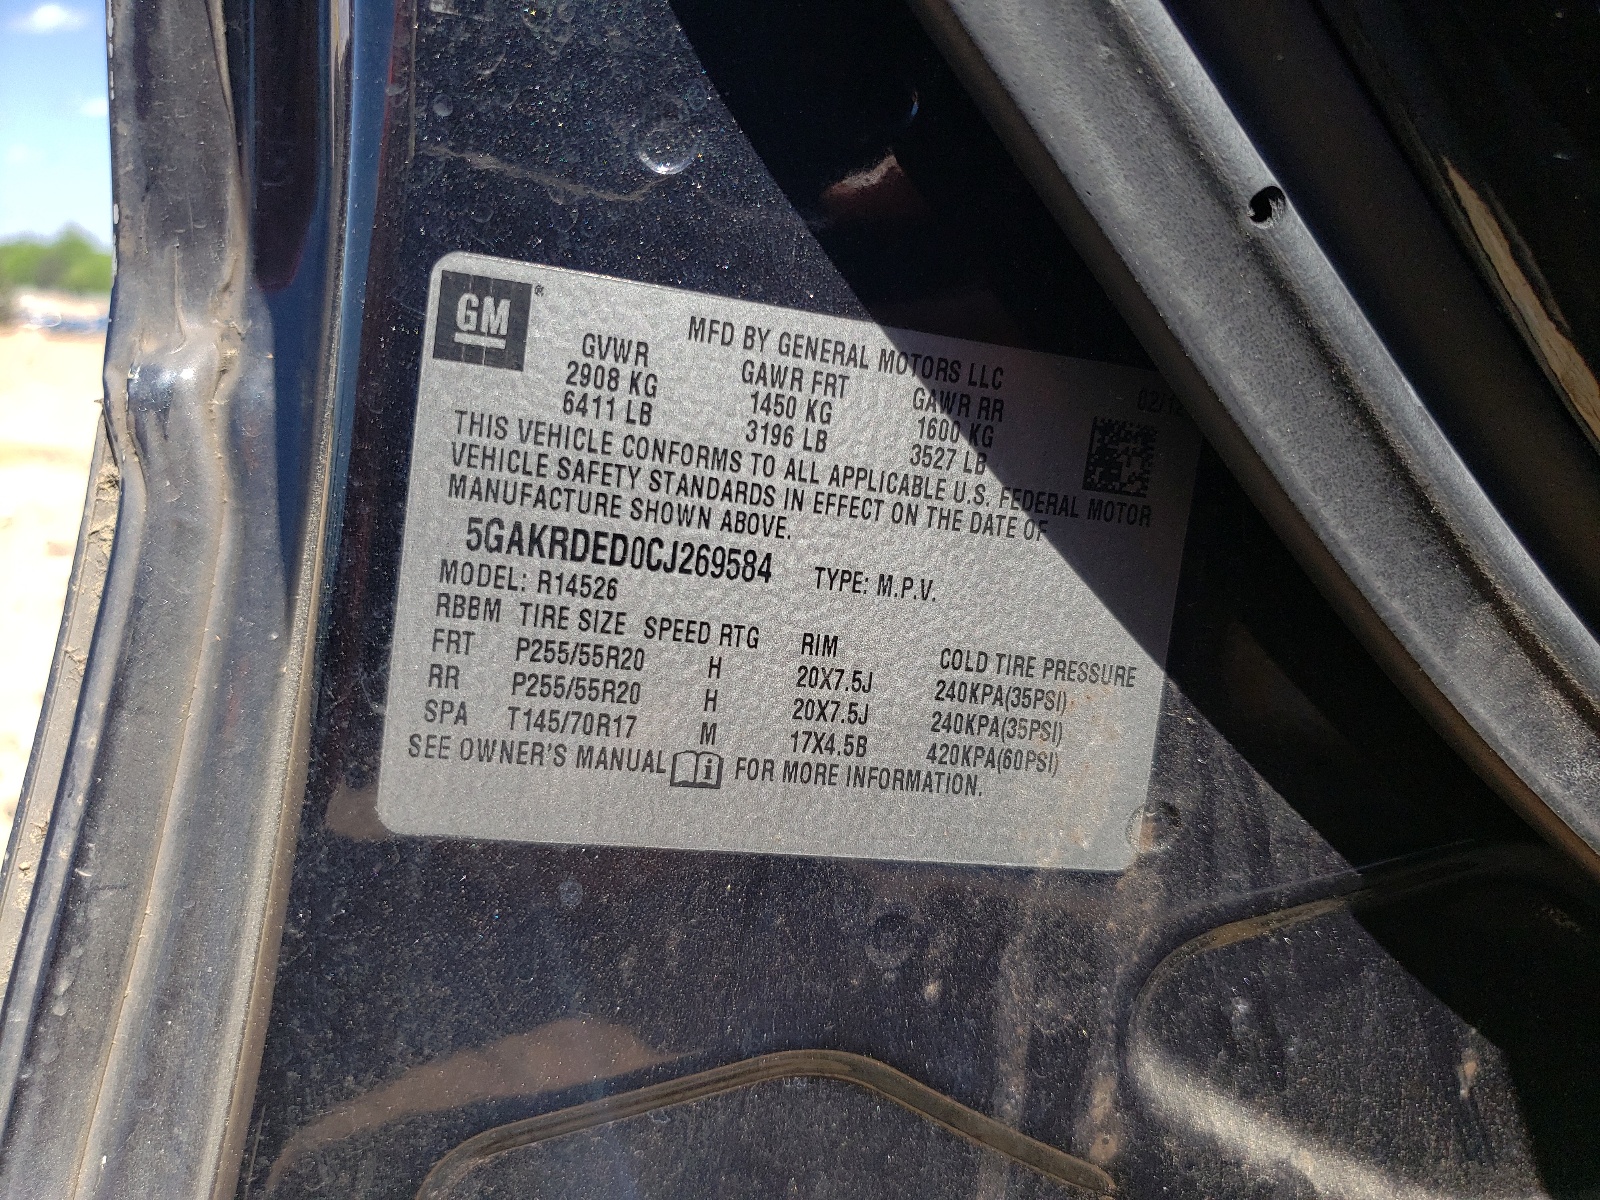 GM ®
MFD BY GENERAL MOTORS LLC 02/12
GVWR GAWR FRT GAWR RR
2908 KG 1450 KG 1600 KG
6411 LB 3196 LB 3527 LB
THIS VEHICLE CONFORMS TO ALL APPLICABLE U.S. FEDERAL MOTOR
VEHICLE SAFETY STANDARDS IN EFFECT ON THE DATE OF
MANUFACTURE SHOWN ABOVE.
5GAKRDED0CJ269584 TYPE: M.P.V.
MODEL: R14526
RBBM TIRE SIZE SPEED RTG RIM COLD TIRE PRESSURE
FRT P255/55R20 H 20X7.5J 240KPA(35PSI)
RR P255/55R20 H 20X7.5J 240KPA(35PSI)
SPA T145/70R17 M 17X4.5B 420KPA(60PSI)
SEE OWNER'S MANUAL i FOR MORE INFORMATION.